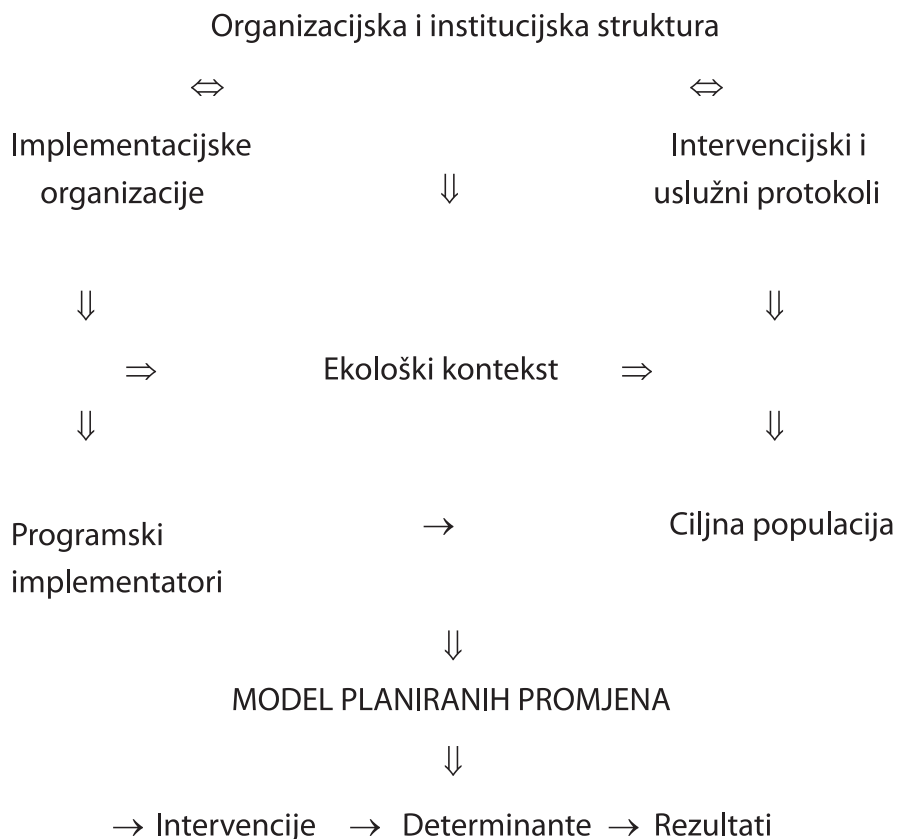 Organizacijska i institucijska struktura
⇔ ⇔
Implementacijske Intervencijski i
organizacije ⇓ uslužni protokoli
⇓ ⇓
⇒ Ekološki kontekst ⇒
⇓ ⇓
Programski → Ciljna populacija
implementatori
⇓
MODEL PLANIRANIH PROMJENA
⇓
→ Intervencije → Determinante → Rezultati